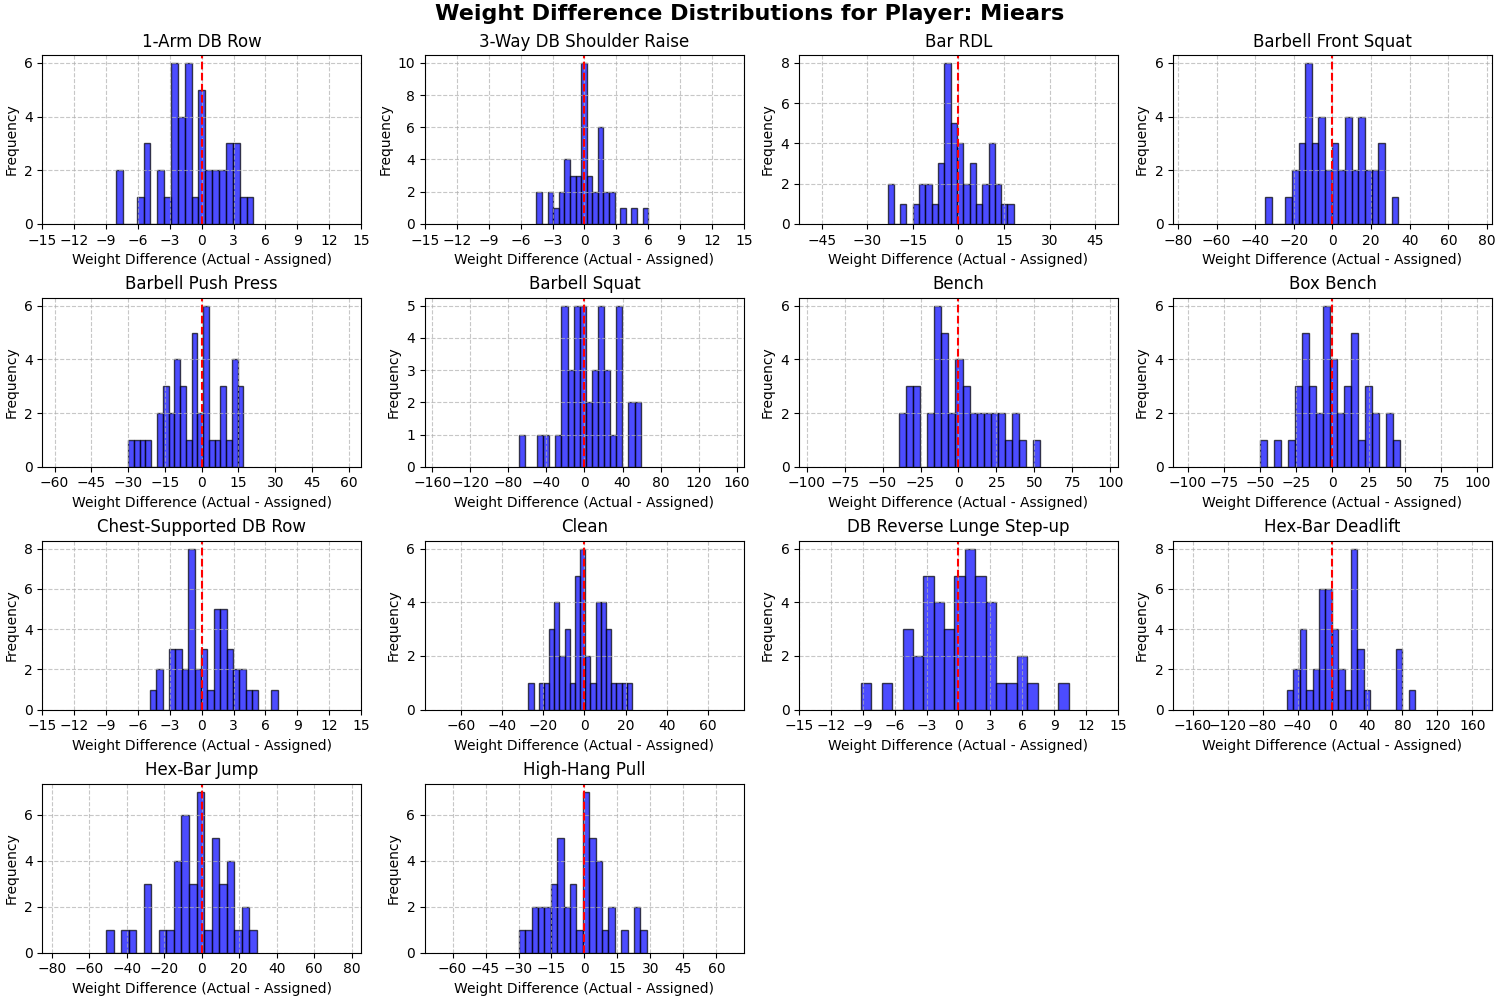 Weight Difference Distributions for Player: Miears
1-Arm DB Row
Frequency
0 2 4 6
−15 −12 −9 −6 −3 0 3 6 9 12 15
Weight Difference (Actual - Assigned)
3-Way DB Shoulder Raise
Frequency
0 2 4 6 8 10
−15 −12 −9 −6 −3 0 3 6 9 12 15
Weight Difference (Actual - Assigned)
Bar RDL
Frequency
0 2 4 6 8
−45 −30 −15 0 15 30 45
Weight Difference (Actual - Assigned)
Barbell Front Squat
Frequency
0 2 4 6
−80 −60 −40 −20 0 20 40 60 80
Weight Difference (Actual - Assigned)
Barbell Push Press
Frequency
0 2 4 6
−60 −45 −30 −15 0 15 30 45 60
Weight Difference (Actual - Assigned)
Barbell Squat
Frequency
0 1 2 3 4 5
−160 −120 −80 −40 0 40 80 120 160
Weight Difference (Actual - Assigned)
Bench
Frequency
0 2 4 6
−100 −75 −50 −25 0 25 50 75 100
Weight Difference (Actual - Assigned)
Box Bench
Frequency
0 2 4 6
−100 −75 −50 −25 0 25 50 75 100
Weight Difference (Actual - Assigned)
Chest-Supported DB Row
Frequency
0 2 4 6 8
−15 −12 −9 −6 −3 0 3 6 9 12 15
Weight Difference (Actual - Assigned)
Clean
Frequency
0 2 4 6
−60 −40 −20 0 20 40 60
Weight Difference (Actual - Assigned)
DB Reverse Lunge Step-up
Frequency
0 2 4 6
−15 −12 −9 −6 −3 0 3 6 9 12 15
Weight Difference (Actual - Assigned)
Hex-Bar Deadlift
Frequency
0 2 4 6 8
−160 −120 −80 −40 0 40 80 120 160
Weight Difference (Actual - Assigned)
Hex-Bar Jump
Frequency
0 2 4 6
−80 −60 −40 −20 0 20 40 60 80
Weight Difference (Actual - Assigned)
High-Hang Pull
Frequency
0 2 4 6
−60 −45 −30 −15 0 15 30 45 60
Weight Difference (Actual - Assigned)